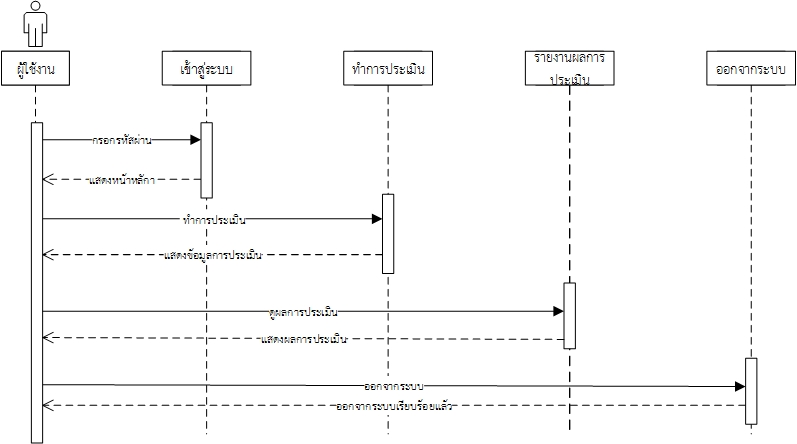 ผู้ใช้งาน
เข้าสู่ระบบ
ทำการประเมิน
รายงานผลการ
ประเมิน
ออกจากระบบ
กรอกรหัสผ่าน
แสดงหน้าหลักา
ทำการประเมิน
แสดงข้อมูลการประเมิน
ดูผลการประเมิน
แสดงผลการประเมิน
ออกจากระบบ
ออกจากระบบเรียบร้อยแล้ว